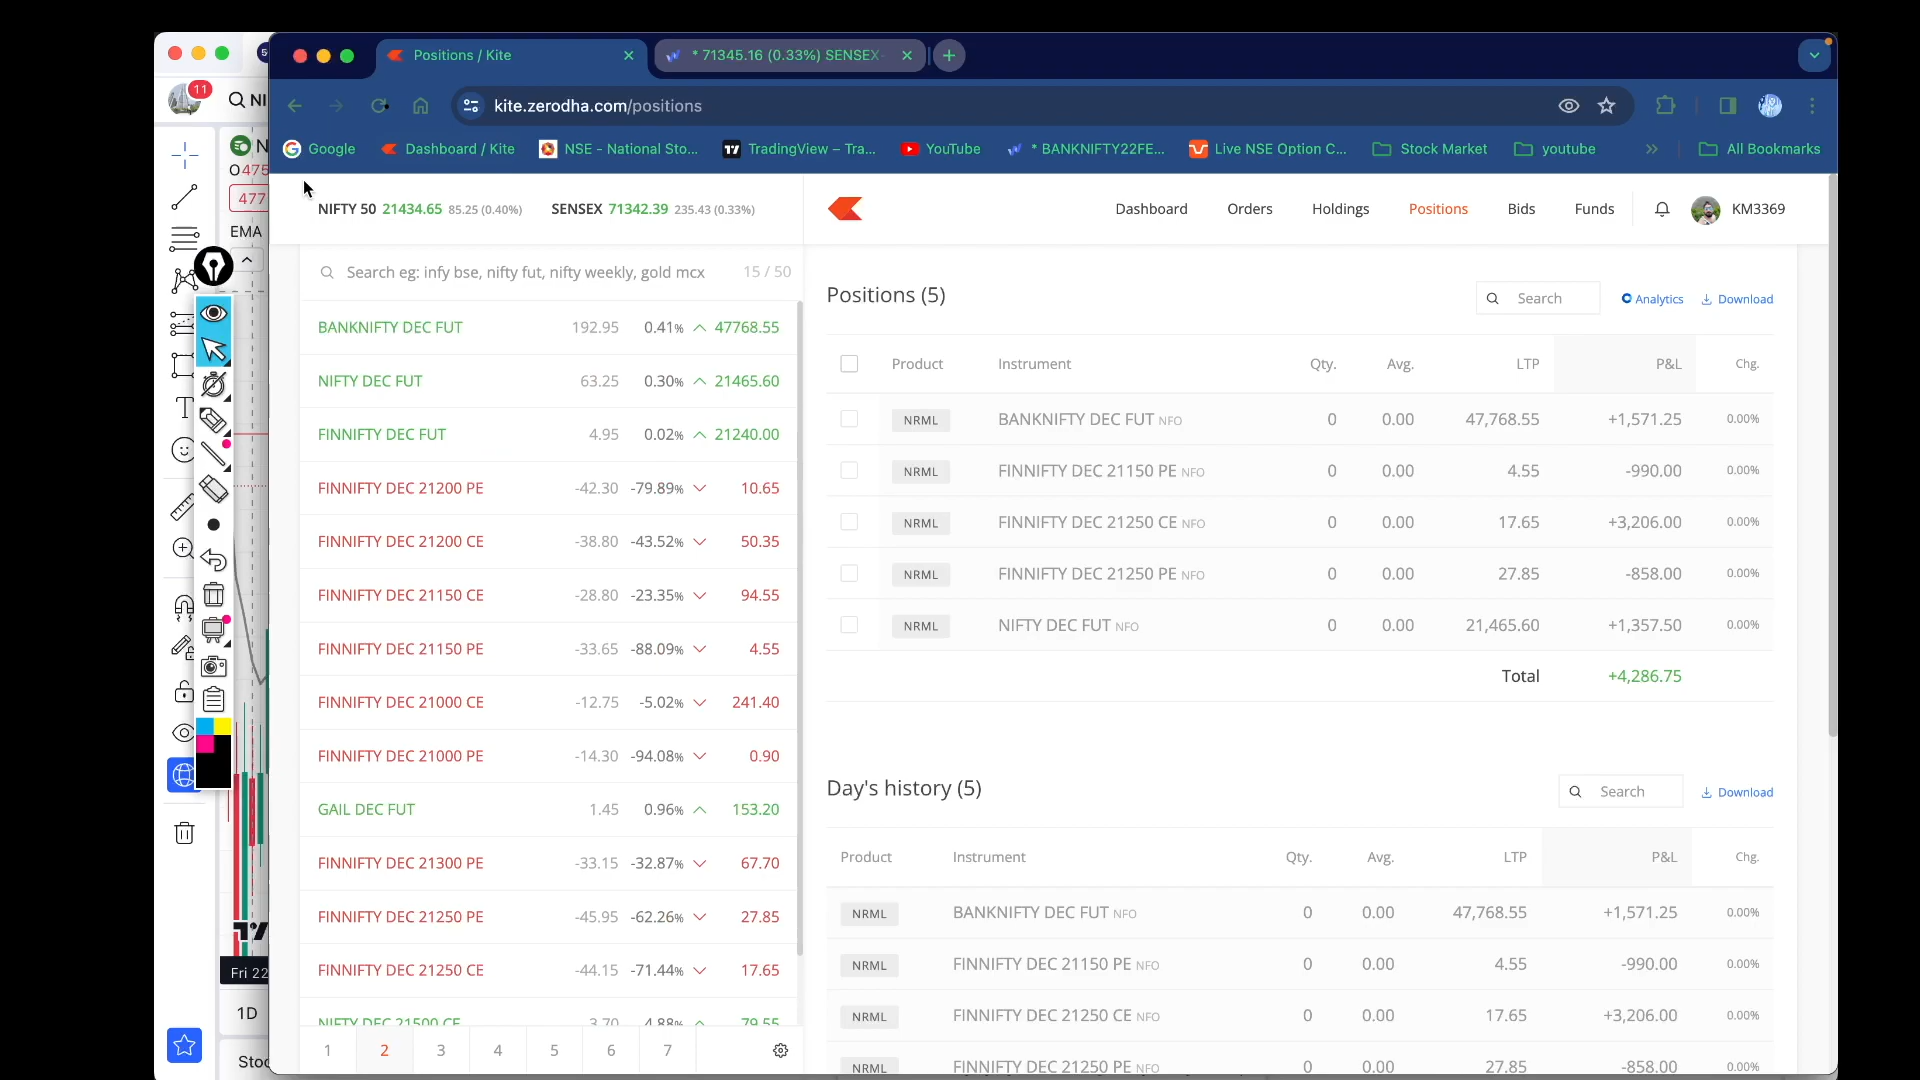 Positions / Kite
* 71345.16 (0.33%) SENSEX
11
NI
kite.zerodha.com/positions
Google
Dashboard / Kite
NSE - National Sto...
TradingView – Tra...
YouTube
* BANKNIFTY22FE...
Live NSE Option C...
Stock Market
youtube
All Bookmarks
N
O475
477
EMA
NIFTY 50 21434.65 85.25 (0.40%)
SENSEX 71342.39 235.43 (0.33%)
Dashboard
Orders
Holdings
Positions
Bids
Funds
KM3369
Search eg: infy bse, nifty fut, nifty weekly, gold mcx
15 / 50
BANKNIFTY DEC FUT 192.95 0.41% 47768.55
NIFTY DEC FUT 63.25 0.30% 21465.60
FINNIFTY DEC FUT 4.95 0.02% 21240.00
FINNIFTY DEC 21200 PE -42.30 -79.89% 10.65
FINNIFTY DEC 21200 CE -38.80 -43.52% 50.35
FINNIFTY DEC 21150 CE -28.80 -23.35% 94.55
FINNIFTY DEC 21150 PE -33.65 -88.09% 4.55
FINNIFTY DEC 21000 CE -12.75 -5.02% 241.40
FINNIFTY DEC 21000 PE -14.30 -94.08% 0.90
GAIL DEC FUT 1.45 0.96% 153.20
FINNIFTY DEC 21300 PE -33.15 -32.87% 67.70
FINNIFTY DEC 21250 PE -45.95 -62.26% 27.85
FINNIFTY DEC 21250 CE -44.15 -71.44% 17.65
NIFTY DEC 21500 CE 3.70 4.88% 79.55
1 2 3 4 5 6 7
Positions (5)
Search
Analytics
Download
Product Instrument Qty. Avg. LTP P&L Chg.
NRML BANKNIFTY DEC FUT NFO 0 0.00 47,768.55 +1,571.25 0.00%
NRML FINNIFTY DEC 21150 PE NFO 0 0.00 4.55 -990.00 0.00%
NRML FINNIFTY DEC 21250 CE NFO 0 0.00 17.65 +3,206.00 0.00%
NRML FINNIFTY DEC 21250 PE NFO 0 0.00 27.85 -858.00 0.00%
NRML NIFTY DEC FUT NFO 0 0.00 21,465.60 +1,357.50 0.00%
Total +4,286.75
Day's history (5)
Search
Download
Product Instrument Qty. Avg. LTP P&L Chg.
NRML BANKNIFTY DEC FUT NFO 0 0.00 47,768.55 +1,571.25 0.00%
NRML FINNIFTY DEC 21150 PE NFO 0 0.00 4.55 -990.00 0.00%
NRML FINNIFTY DEC 21250 CE NFO 0 0.00 17.65 +3,206.00 0.00%
NRML FINNIFTY DEC 21250 PE NFO 0 0.00 27.85 -858.00 0.00%
Fri 22
1D
Stoc